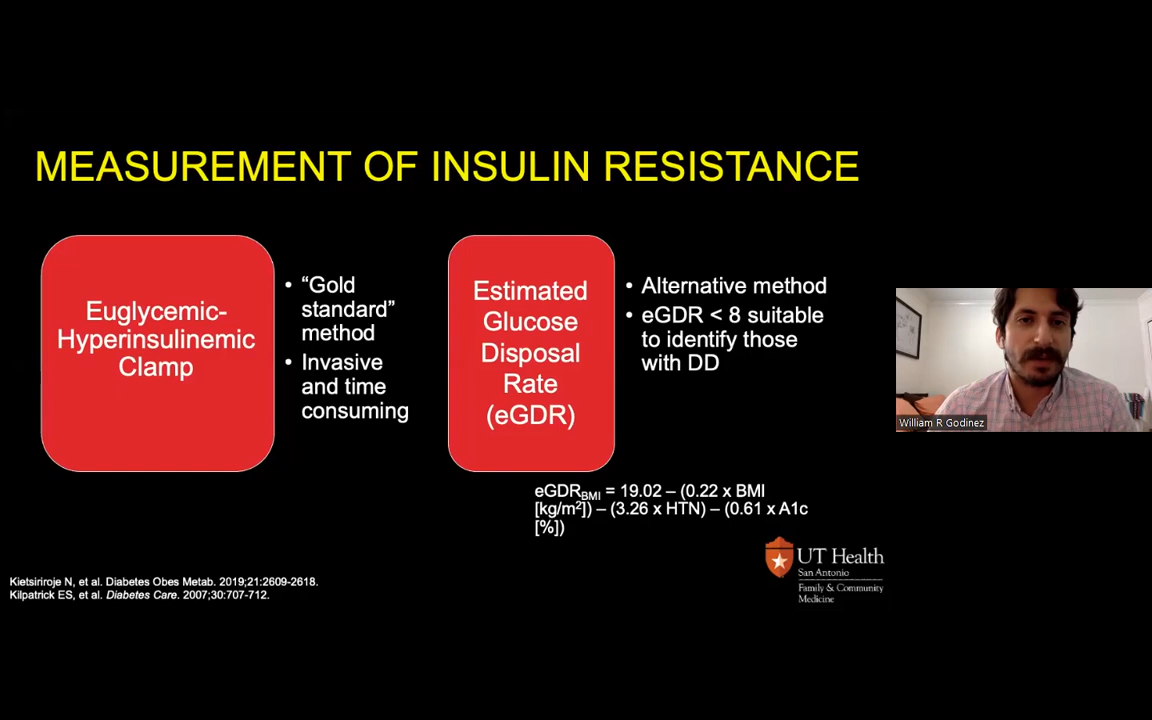 MEASUREMENT OF INSULIN RESISTANCE
Euglycemic-
Hyperinsulinemic
Clamp
• “Gold
standard”
method
• Invasive
and time
consuming
Estimated
Glucose
Disposal
Rate
(eGDR)
• Alternative method
• eGDR < 8 suitable
to identify those
with DD
eGDRBMI = 19.02 – (0.22 x BMI
[kg/m²]) – (3.26 x HTN) – (0.61 x A1c
[%])
William R Godinez
UT Health
San Antonio
Family & Community
Medicine
Kietsiriroje N, et al. Diabetes Obes Metab. 2019;21:2609-2618.
Kilpatrick ES, et al. Diabetes Care. 2007;30:707-712.